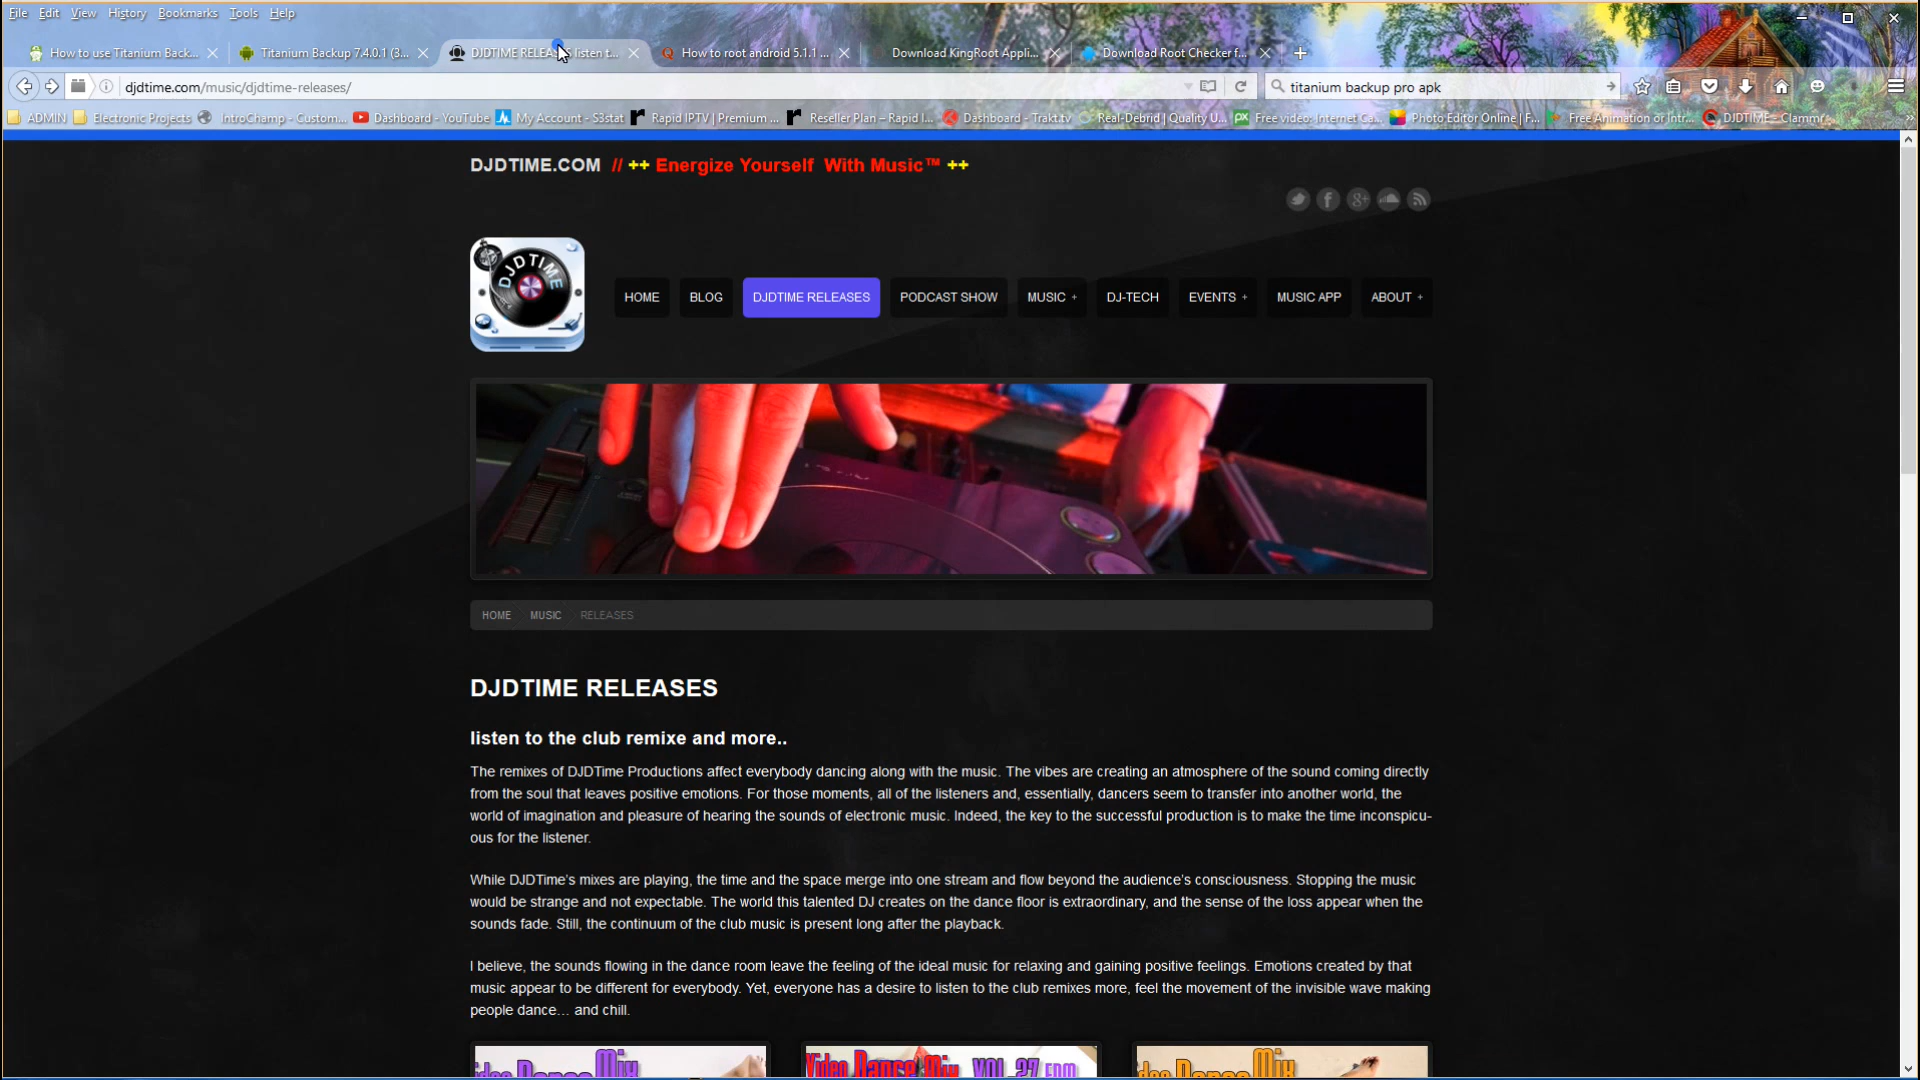 File Edit View History Bookmarks Tools Help
How to use Titanium Back... Titanium Backup 7.4.0.1 (3... DJDTIME RELEASES listen t... How to root android 5.1.1 ... Download KingRoot Appli... Download Root Checker f...
djdtime.com/music/djdtime-releases/ titanium backup pro apk
ADMIN Electronic Projects IntroChamp - Custom... Dashboard - YouTube My Account - S3stat Rapid IPTV | Premium ... Reseller Plan – Rapid I... Dashboard - Trakt.tv Real-Debrid | Quality U... Free video: Internet Ga... Photo Editor Online | F... Free Animation or Intr... DJDTIME - Clammr
DJDTIME.COM // ++ Energize Yourself With Music™ ++
DJDTIME
HOME BLOG DJDTIME RELEASES PODCAST SHOW MUSIC + DJ-TECH EVENTS + MUSIC APP ABOUT +
HOME MUSIC RELEASES
DJDTIME RELEASES
listen to the club remixe and more..
The remixes of DJDTime Productions affect everybody dancing along with the music. The vibes are creating an atmosphere of the sound coming directly
from the soul that leaves positive emotions. For those moments, all of the listeners and, essentially, dancers seem to transfer into another world, the
world of imagination and pleasure of hearing the sounds of electronic music. Indeed, the key to the successful production is to make the time inconspicu-
ous for the listener.
While DJDTime's mixes are playing, the time and the space merge into one stream and flow beyond the audience's consciousness. Stopping the music
would be strange and not expectable. The world this talented DJ creates on the dance floor is extraordinary, and the sense of the loss appear when the
sounds fade. Still, the continuum of the club music is present long after the playback.
I believe, the sounds flowing in the dance room leave the feeling of the ideal music for relaxing and gaining positive feelings. Emotions created by that
music appear to be different for everybody. Yet, everyone has a desire to listen to the club remixes more, feel the movement of the invisible wave making
people dance... and chill.
Video Dance Mix Video Dance Mix VOL. 27 EDM Video Dance Mix